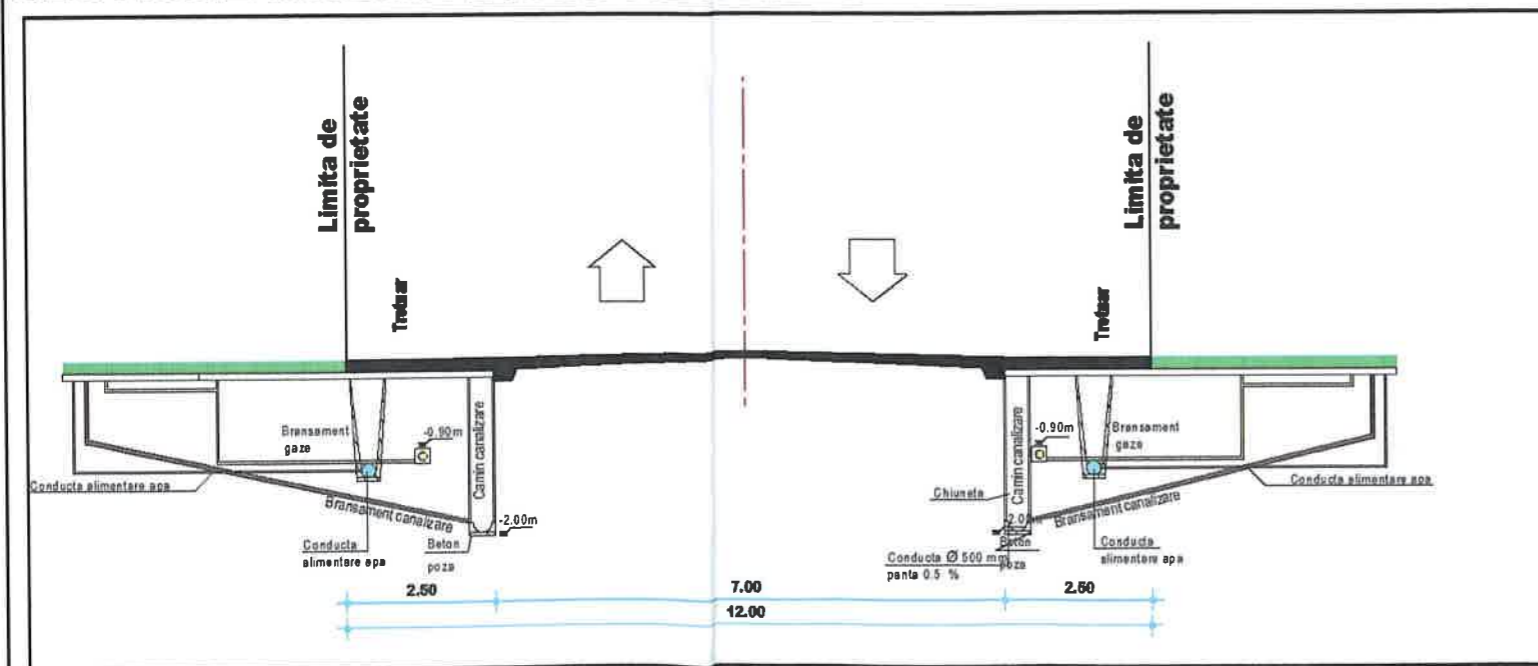 Limita de
proprietate
Limita de
proprietate
Trotuar
Trotuar
Bransament
gaze
-0.90m
Camin canalizare
Camin canalizare
-0.90m
Bransament
gaze
Conducta alimentare apa
Bransament canalizare
-2.00m
Chiuneta
-2.00m
Bransament canalizare
Conducta alimentare apa
Conducta
alimentare apa
Beton
poza
Conducta Ø 500 mm
panta 0.5 %
Beton
poza
Conducta
alimentare apa
2.50
7.00
2.50
12.00